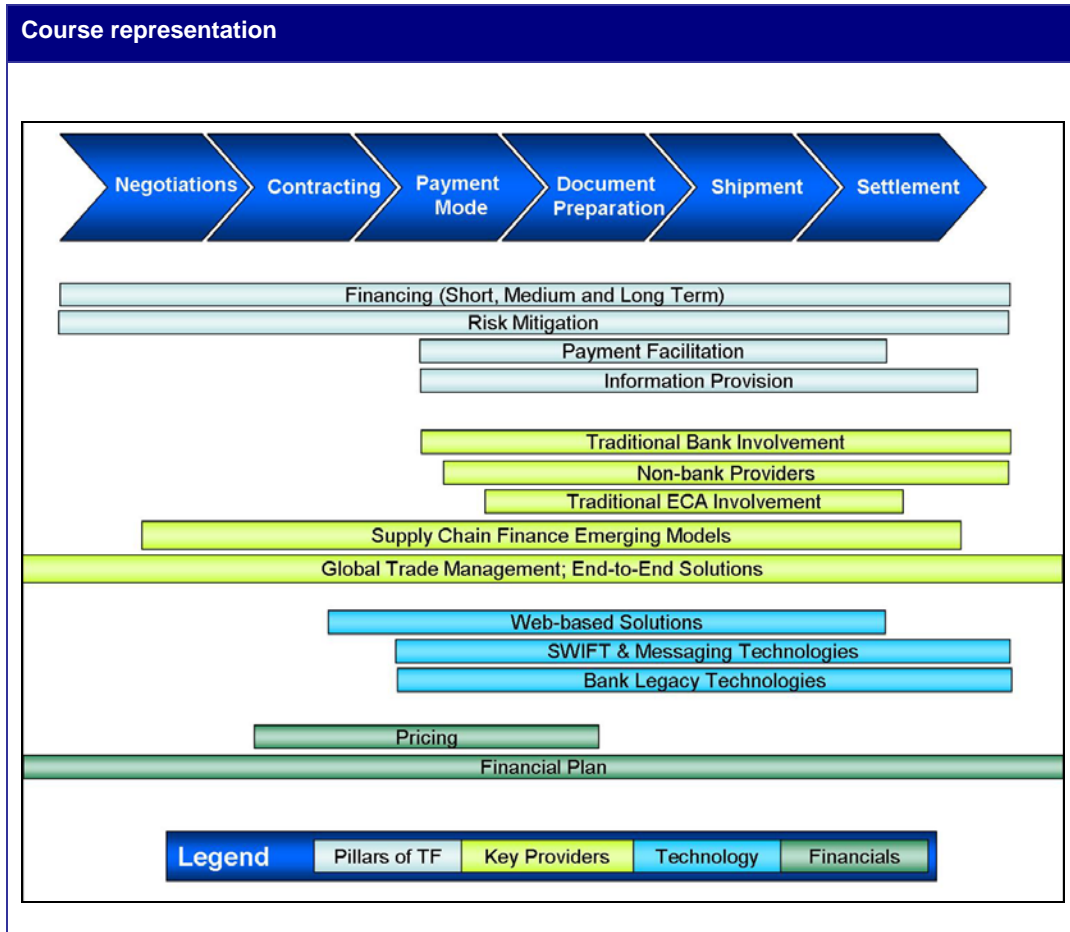 Course representation
Negotiations
Contracting
Payment
Mode
Document
Preparation
Shipment
Settlement
Financing (Short, Medium and Long Term)
Risk Mitigation
Payment Facilitation
Information Provision
Traditional Bank Involvement
Non-bank Providers
Traditional ECA Involvement
Supply Chain Finance Emerging Models
Global Trade Management; End-to-End Solutions
Web-based Solutions
SWIFT & Messaging Technologies
Bank Legacy Technologies
Pricing
Financial Plan
Legend
Pillars of TF
Key Providers
Technology
Financials